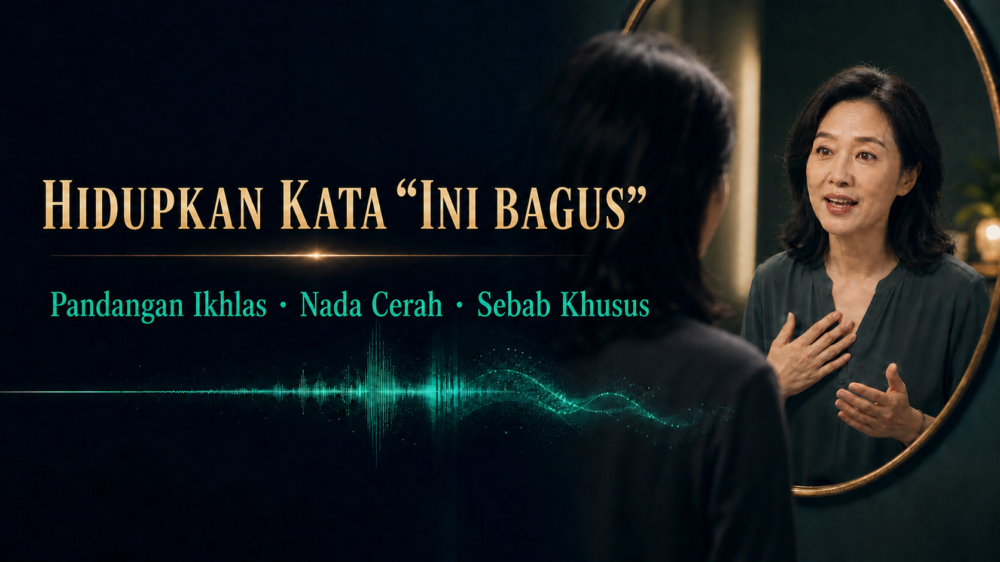 Hidupkan Kata “Ini bagus”
Pandangan Ikhlas · Nada Cerah · Sebab Khusus